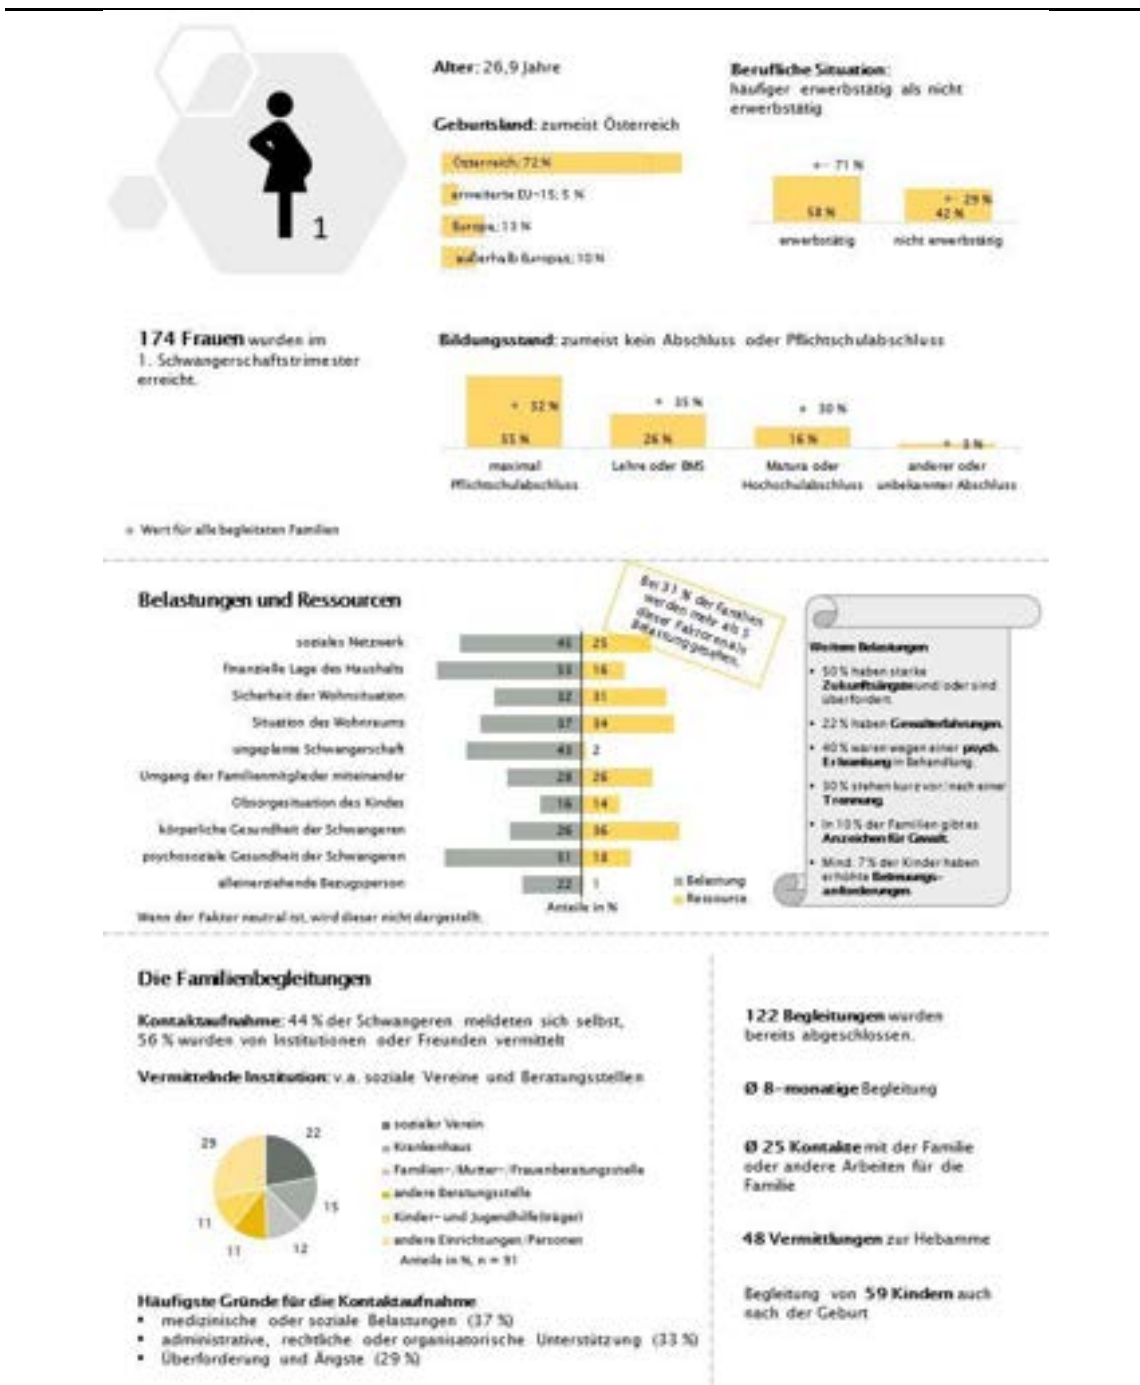 Alter: 26,9 Jahre
Geburtsland: zumeist Österreich
Österreich; 72 %
erweiterte EU-15; 5 %
Europa; 13 %
außerhalb Europas; 10 %
Berufliche Situation:
häufiger erwerbstätig als nicht
erwerbstätig
71 %
58 %
29 %
42 %
erwerbstätig
nicht erwerbstätig
1
174 Frauen wurden im
1. Schwangerschaftstrimester
erreicht.
Bildungsstand: zumeist kein Abschluss oder Pflichtschulabschluss
32 %
55 %
35 %
26 %
30 %
16 %
3 %
maximal
Pflichtschulabschluss
Lehre oder BMS
Matura oder
Hochschulabschluss
anderer oder
unbekannter Abschluss
Wert für alle begleiteten Familien
Belastungen und Ressourcen
Bei 31 % der Familien
werden mehr als 5
dieser Faktoren als
Belastung gesehen.
soziales Netzwerk 25
finanzielle Lage des Haushalts 16
Sicherheit der Wohnsituation 32 31
Situation des Wohnraums 37 34
ungeplante Schwangerschaft 43 2
Umgang der Familienmitglieder miteinander 28 26
Obsorgesituation des Kindes 16 14
körperliche Gesundheit der Schwangeren 26 36
psychosoziale Gesundheit der Schwangeren 51 18
alleinerziehende Bezugsperson 22 1
Anteile in %
Belastung
Ressource
Wenn der Faktor neutral ist, wird dieser nicht dargestellt.
Weitere Belastungen
• 50 % haben starke
Zukunftsängste und/oder sind
überfordert.
• 22 % haben Gewalterfahrungen.
• 40 % waren wegen einer psych.
Erkrankung in Behandlung.
• 30 % stehen kurz vor/nach einer
Trennung.
• In 10 % der Familien gibt es
Anzeichen für Gewalt.
• Mind. 7 % der Kinder haben
erhöhte Betreuungs-
anforderungen.
Die Familienbegleitungen
Kontaktaufnahme: 44 % der Schwangeren meldeten sich selbst,
56 % wurden von Institutionen oder Freunden vermittelt
Vermittelnde Institution: v.a. soziale Vereine und Beratungsstellen
29
22
15
12
11
11
sozialer Verein
Krankenhaus
Familien-/Mutter-/Frauenberatungsstelle
andere Beratungsstelle
Kinder- und Jugendhilfe(träger)
andere Einrichtungen/Personen
Anteile in %, n = 91
Häufigste Gründe für die Kontaktaufnahme
▪ medizinische oder soziale Belastungen (37 %)
▪ administrative, rechtliche oder organisatorische Unterstützung (33 %)
▪ Überforderung und Ängste (29 %)
122 Begleitungen wurden
bereits abgeschlossen.
Ø 8-monatige Begleitung
Ø 25 Kontakte mit der Familie
oder andere Arbeiten für die
Familie
48 Vermittlungen zur Hebamme
Begleitung von 59 Kindern auch
nach der Geburt